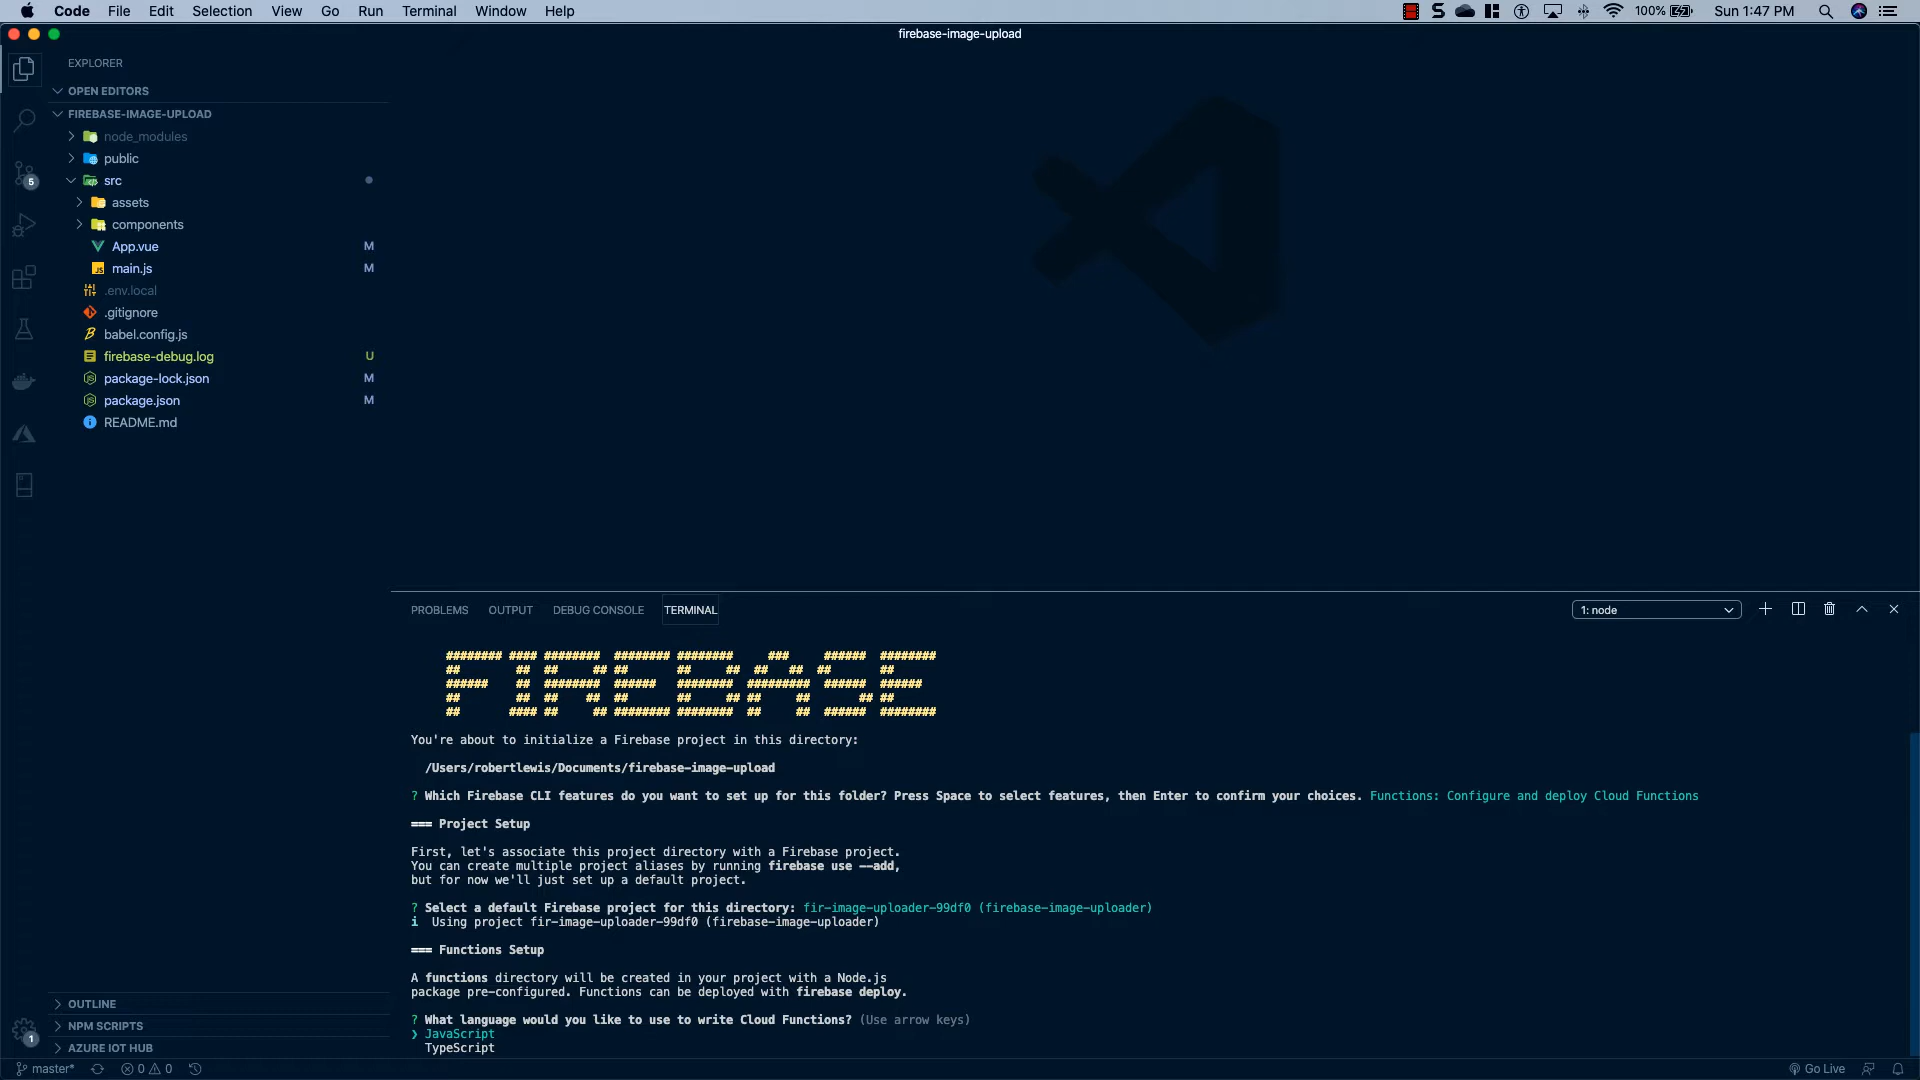 Code File Edit Selection View Go Run Terminal Window Help
100% Sun 1:47 PM
firebase-image-upload
EXPLORER
OPEN EDITORS
FIREBASE-IMAGE-UPLOAD
node_modules
public
src
assets
components
App.vue M
main.js M
.env.local
.gitignore
babel.config.js
firebase-debug.log U
package-lock.json M
package.json M
README.md
5
OUTLINE
NPM SCRIPTS
AZURE IOT HUB
1
PROBLEMS OUTPUT DEBUG CONSOLE TERMINAL
1: node
FIREBASE
You're about to initialize a Firebase project in this directory:
/Users/robertlewis/Documents/firebase-image-upload
? Which Firebase CLI features do you want to set up for this folder? Press Space to select features, then Enter to confirm your choices. Functions: Configure and deploy Cloud Functions
=== Project Setup
First, let's associate this project directory with a Firebase project.
You can create multiple project aliases by running firebase use --add,
but for now we'll just set up a default project.
? Select a default Firebase project for this directory: fir-image-uploader-99df0 (firebase-image-uploader)
i Using project fir-image-uploader-99df0 (firebase-image-uploader)
=== Functions Setup
A functions directory will be created in your project with a Node.js
package pre-configured. Functions can be deployed with firebase deploy.
? What language would you like to use to write Cloud Functions? (Use arrow keys)
❯ JavaScript
TypeScript
master* 0 0
Go Live